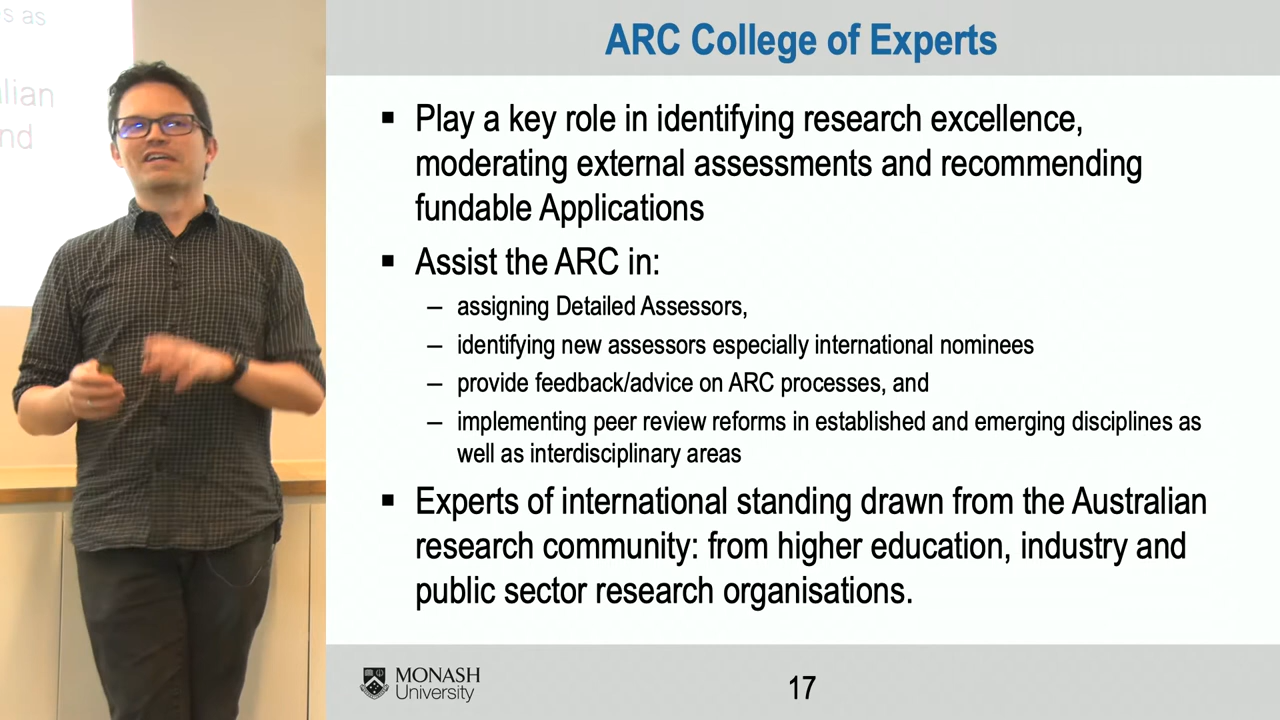 s as
lian
nd
ARC College of Experts
▪ Play a key role in identifying research excellence,
moderating external assessments and recommending
fundable Applications
▪ Assist the ARC in:
– assigning Detailed Assessors,
– identifying new assessors especially international nominees
– provide feedback/advice on ARC processes, and
– implementing peer review reforms in established and emerging disciplines as
well as interdisciplinary areas
▪ Experts of international standing drawn from the Australian
research community: from higher education, industry and
public sector research organisations.
MONASH
University
17